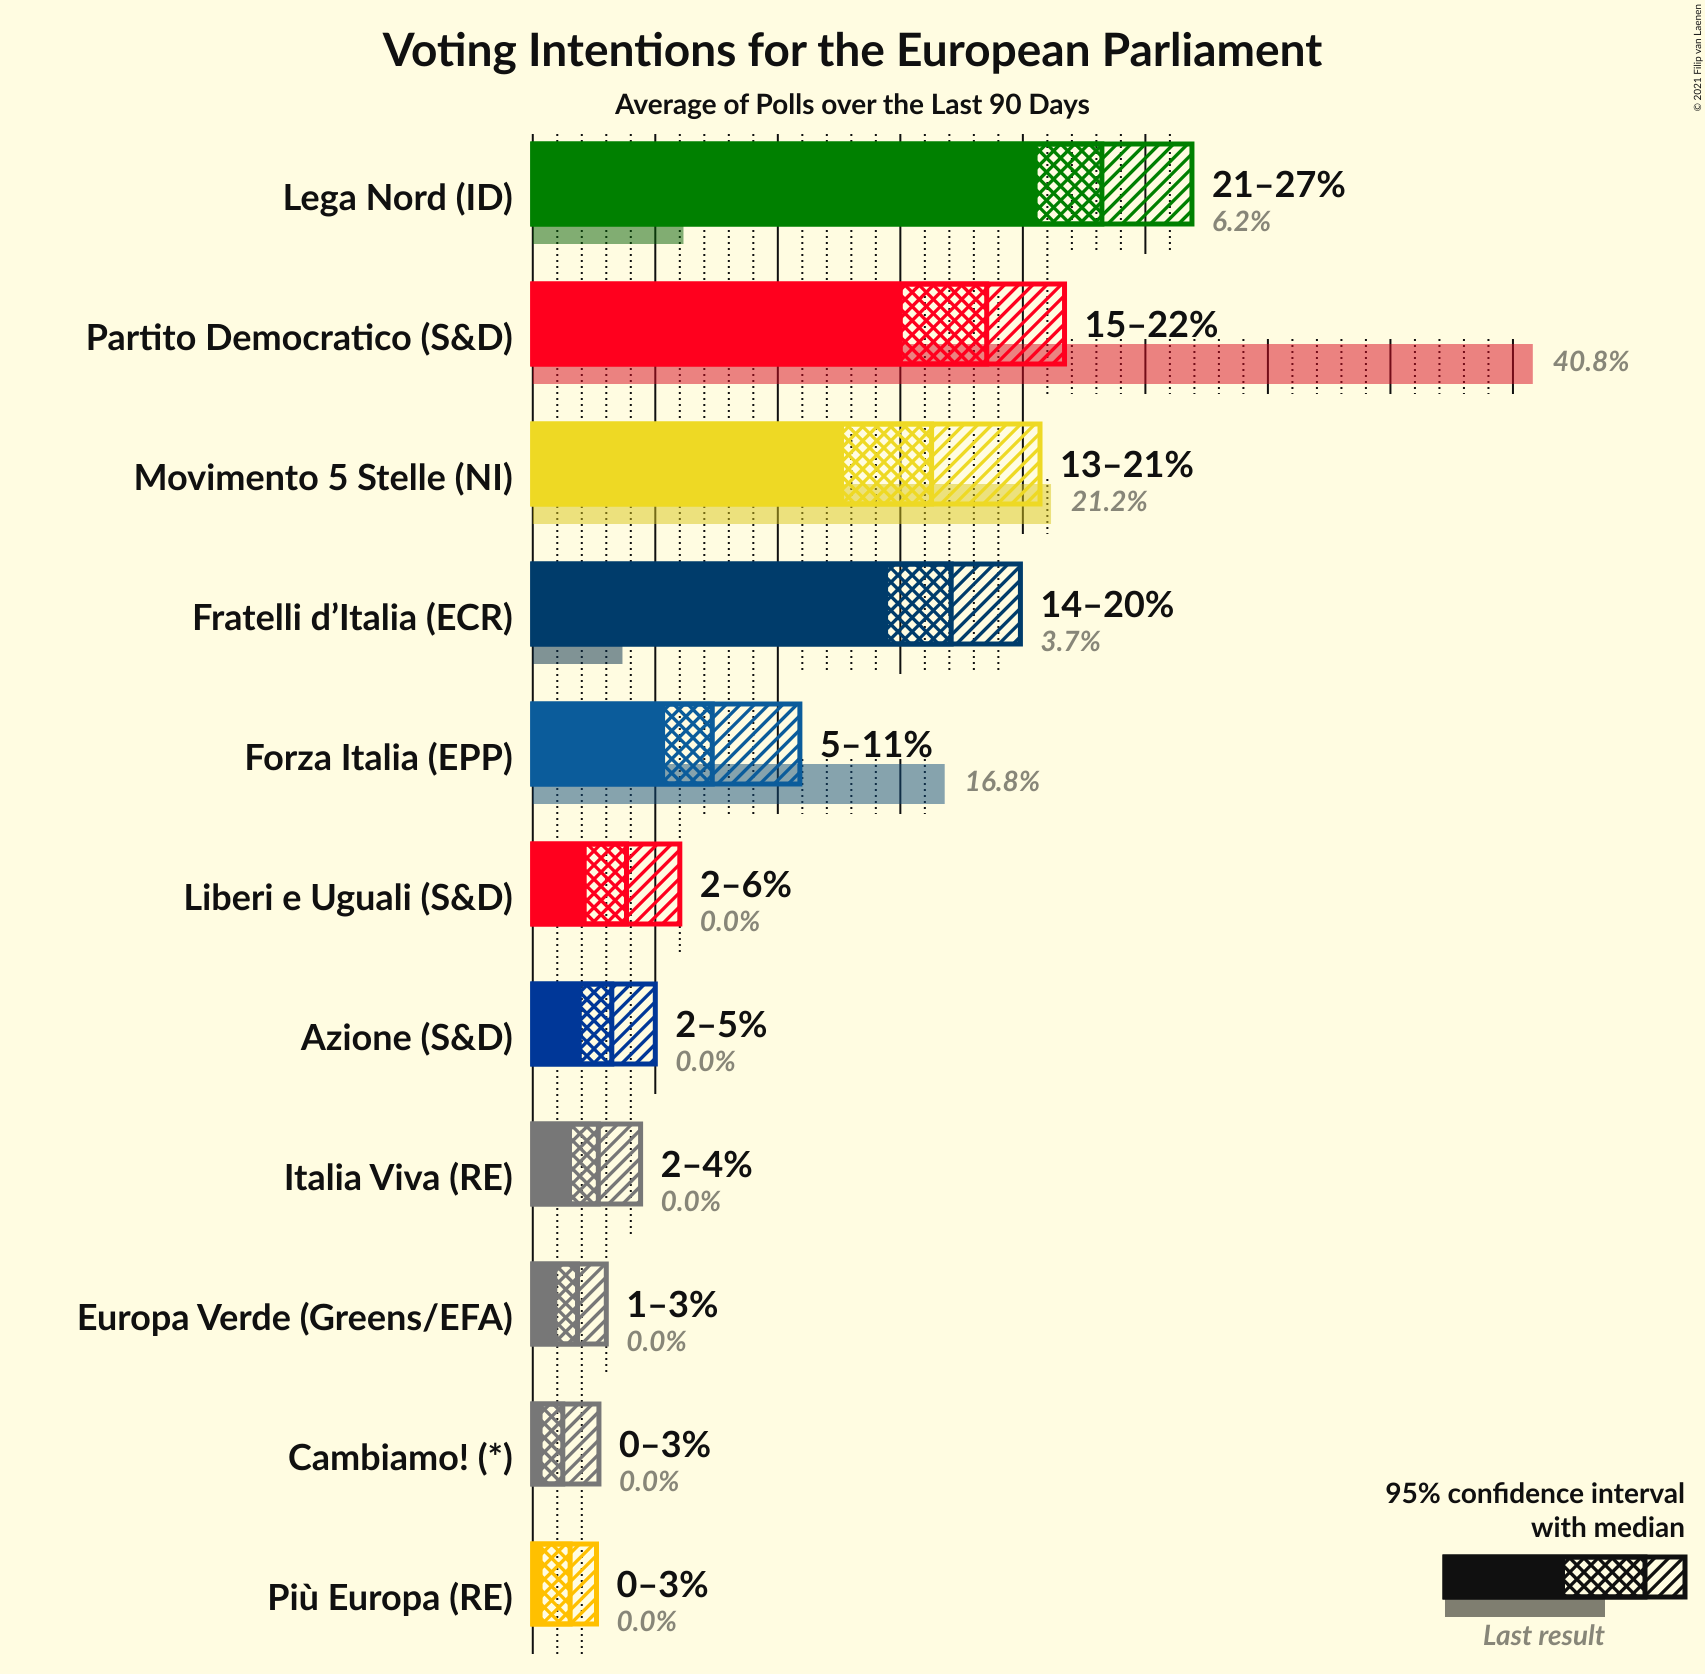 Voting Intentions for the European Parliament
Average of Polls over the Last 90 Days
© 2021 Filip van Laenen
Lega Nord (ID)
21–27%
6.2%
Partito Democratico (S&D)
15–22%
40.8%
Movimento 5 Stelle (NI)
13–21%
21.2%
Fratelli d’Italia (ECR)
14–20%
3.7%
Forza Italia (EPP)
5–11%
16.8%
Liberi e Uguali (S&D)
2–6%
0.0%
Azione (S&D)
2–5%
0.0%
Italia Viva (RE)
2–4%
0.0%
Europa Verde (Greens/EFA)
1–3%
0.0%
Cambiamo! (*)
0–3%
0.0%
Più Europa (RE)
0–3%
0.0%
95% confidence interval
with median
Last result